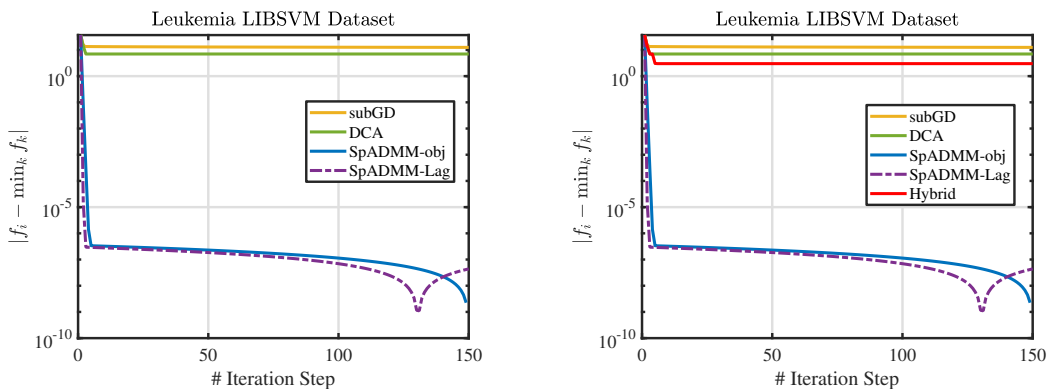 Leukemia LIBSVM Dataset
|f_i − min_k f_k|
10^0
10^-5
10^-10
subGD
DCA
SpADMM-obj
SpADMM-Lag
0 50 100 150
# Iteration Step
Leukemia LIBSVM Dataset
|f_i − min_k f_k|
10^0
10^-5
10^-10
subGD
DCA
SpADMM-obj
SpADMM-Lag
Hybrid
0 50 100 150
# Iteration Step